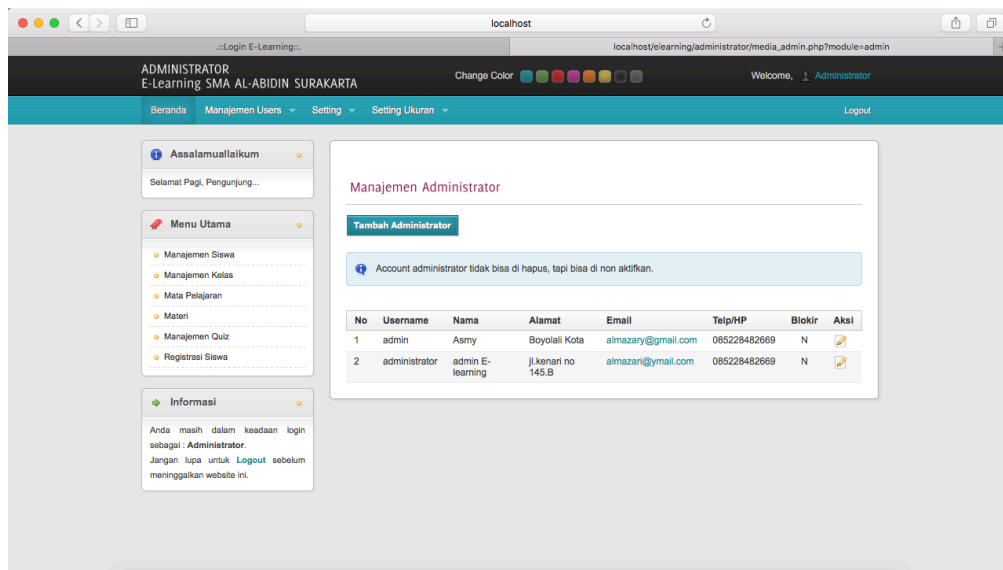 localhost
.::Login E-Learning::.
localhost/elearning/administrator/media_admin.php?module=admin
ADMINISTRATOR
E-Learning SMA AL-ABIDIN SURAKARTA
Change Color
Welcome, Administrator
Beranda Manajemen Users Setting Setting Ukuran Logout
Assalamuallaikum
Selamat Pagi, Pengunjung...
Menu Utama
Manajemen Siswa
Manajemen Kelas
Mata Pelajaran
Materi
Manajemen Quiz
Registrasi Siswa
Informasi
Anda masih dalam keadaan login
sebagai : Administrator.
Jangan lupa untuk Logout sebelum
meninggalkan website ini.
Manajemen Administrator
Tambah Administrator
Account administrator tidak bisa di hapus, tapi bisa di non aktifkan.
No Username Nama Alamat Email Telp/HP Blokir Aksi
1 admin Asmy Boyolali Kota almazary@gmail.com 085228482669 N
2 administrator admin E- jl.kenari no almazari@ymail.com 085228482669 N
learning 145.B